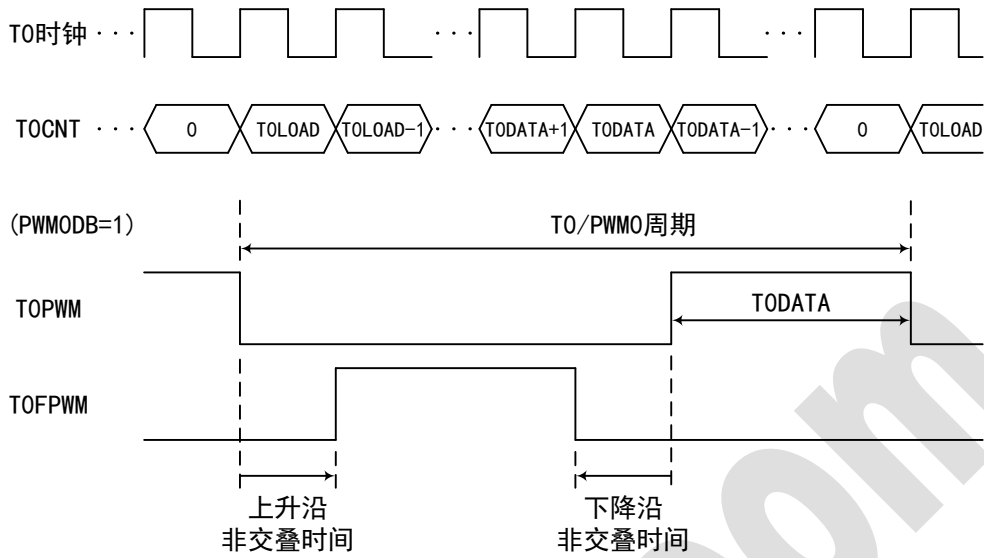 T0时钟 ··· ··· ···
T0CNT ··· 0 T0LOAD T0LOAD-1 ··· T0DATA+1 T0DATA T0DATA-1 ··· 0 T0LOAD
(PWM0DB=1) T0/PWM0周期
T0PWM T0DATA
T0FPWM
上升沿 下降沿
非交叠时间 非交叠时间